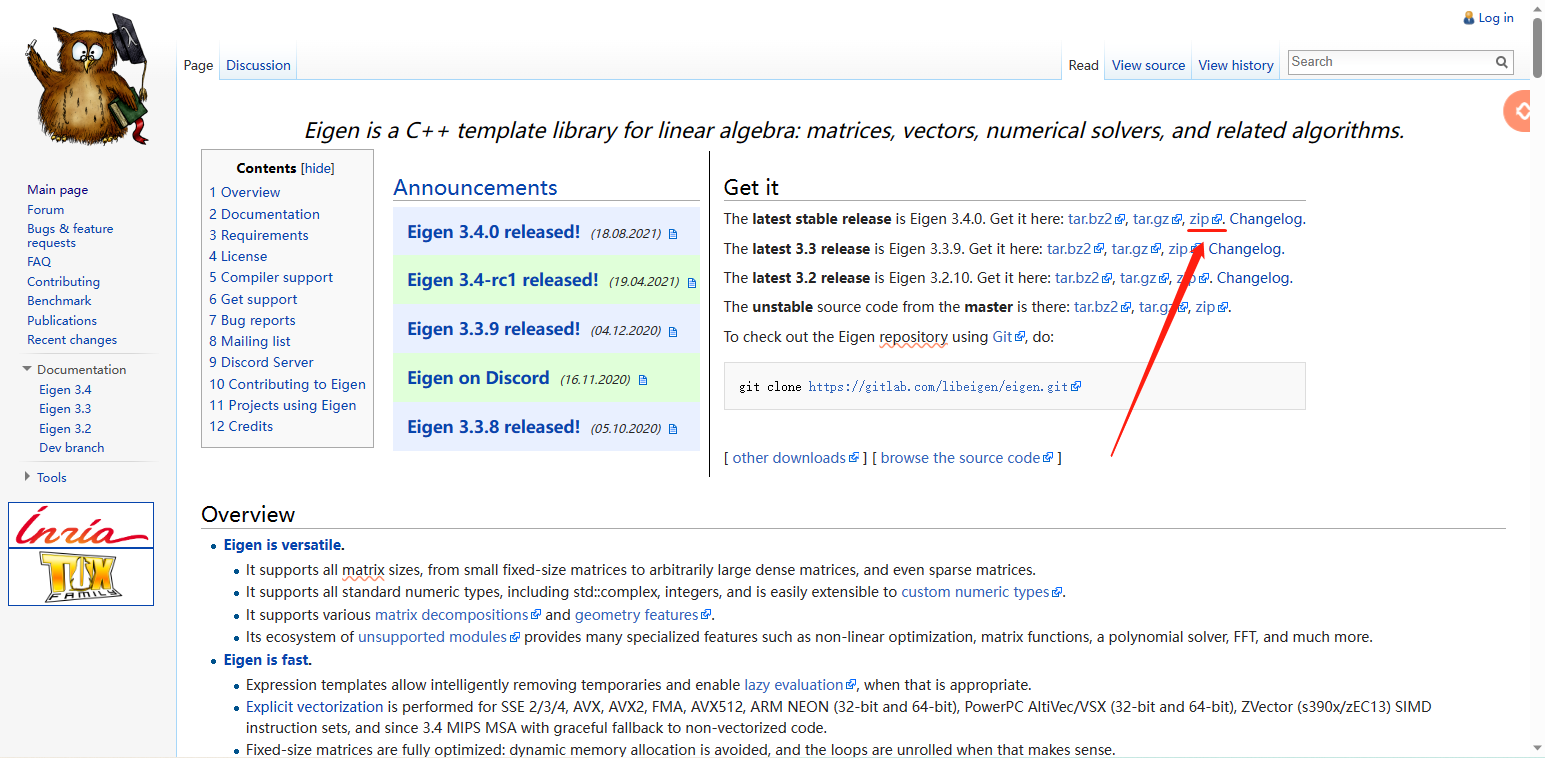 Log in
Page
Discussion
Read
View source
View history
Search
Eigen is a C++ template library for linear algebra: matrices, vectors, numerical solvers, and related algorithms.
Main page
Forum
Bugs & feature
requests
FAQ
Contributing
Benchmark
Publications
Recent changes
Documentation
Eigen 3.4
Eigen 3.3
Eigen 3.2
Dev branch
Tools
Inria
TUX
FAMILY
Contents [hide]
1 Overview
2 Documentation
3 Requirements
4 License
5 Compiler support
6 Get support
7 Bug reports
8 Mailing list
9 Discord Server
10 Contributing to Eigen
11 Projects using Eigen
12 Credits
Announcements
Eigen 3.4.0 released! (18.08.2021)
Eigen 3.4-rc1 released! (19.04.2021)
Eigen 3.3.9 released! (04.12.2020)
Eigen on Discord (16.11.2020)
Eigen 3.3.8 released! (05.10.2020)
Get it
The latest stable release is Eigen 3.4.0. Get it here: tar.bz2, tar.gz, zip. Changelog.
The latest 3.3 release is Eigen 3.3.9. Get it here: tar.bz2, tar.gz, zip. Changelog.
The latest 3.2 release is Eigen 3.2.10. Get it here: tar.bz2, tar.gz, zip. Changelog.
The unstable source code from the master is there: tar.bz2, tar.gz, zip.
To check out the Eigen repository using Git, do:
git clone https://gitlab.com/libeigen/eigen.git
[ other downloads ] [ browse the source code ]
Overview
Eigen is versatile.
It supports all matrix sizes, from small fixed-size matrices to arbitrarily large dense matrices, and even sparse matrices.
It supports all standard numeric types, including std::complex, integers, and is easily extensible to custom numeric types.
It supports various matrix decompositions and geometry features.
Its ecosystem of unsupported modules provides many specialized features such as non-linear optimization, matrix functions, a polynomial solver, FFT, and much more.
Eigen is fast.
Expression templates allow intelligently removing temporaries and enable lazy evaluation, when that is appropriate.
Explicit vectorization is performed for SSE 2/3/4, AVX, AVX2, FMA, AVX512, ARM NEON (32-bit and 64-bit), PowerPC AltiVec/VSX (32-bit and 64-bit), ZVector (s390x/zEC13) SIMD
instruction sets, and since 3.4 MIPS MSA with graceful fallback to non-vectorized code.
Fixed-size matrices are fully optimized: dynamic memory allocation is avoided, and the loops are unrolled when that makes sense.